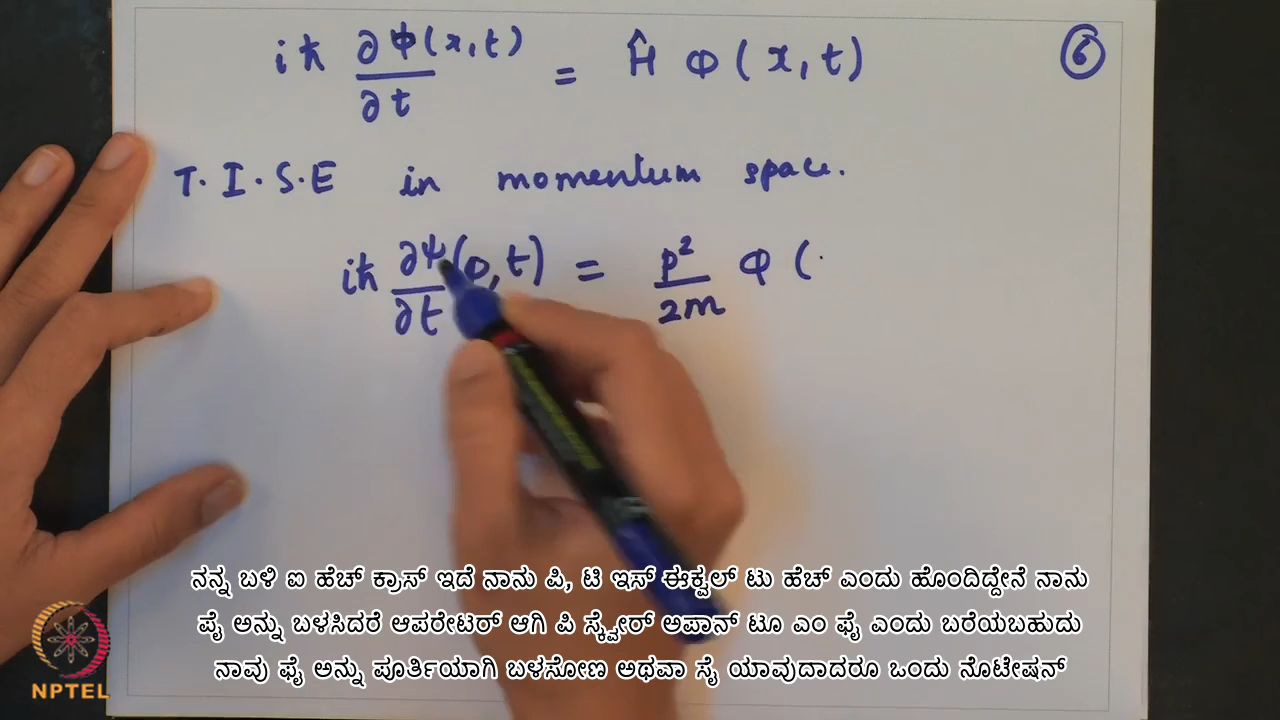 iħ ∂Φ(x,t)/∂t = Ĥ Φ(x,t) ⑥
T.I.S.E in momentum space.
iħ ∂ψ(p,t)/∂t = p²/2m Φ (
ನನ್ನ ಬಳಿ ಐ ಹೆಚ್ ಕ್ರಾಸ್ ಇದೆ ನಾನು ಪಿ, ಟಿ ಇಸ್ ಈಕ್ವಲ್ ಟು ಹೆಚ್ ಎಂದು ಹೊಂದಿದ್ದೇನೆ ನಾನು
ಪೈ ಅನ್ನು ಬಳಸಿದರೆ ಆಪರೇಟರ್ ಆಗಿ ಪಿ ಸ್ಕ್ವೇರ್ ಅಪಾನ್ ಟೂ ಎಂ ಫೈ ಎಂದು ಬರೆಯಬಹುದು
ನಾವು ಫೈ ಅನ್ನು ಪೂರ್ತಿಯಾಗಿ ಬಳಸೋಣ ಅಥವಾ ಸೈ ಯಾವುದಾದರೂ ಒಂದು ನೊಟೇಷನ್
NPTEL